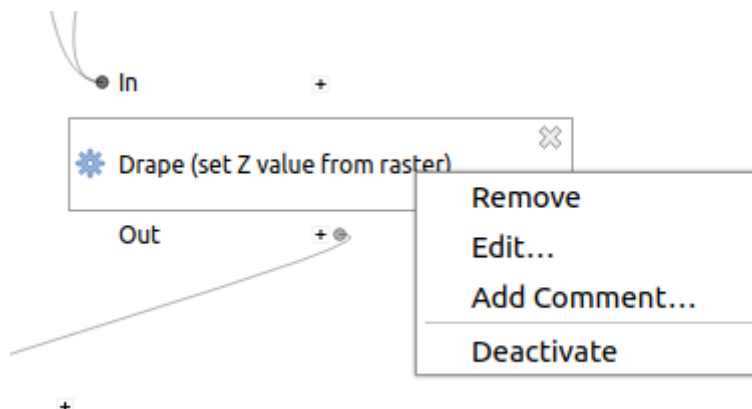 In
Drape (set Z value from raster)
Remove
Edit…
Out
Add Comment…
Deactivate